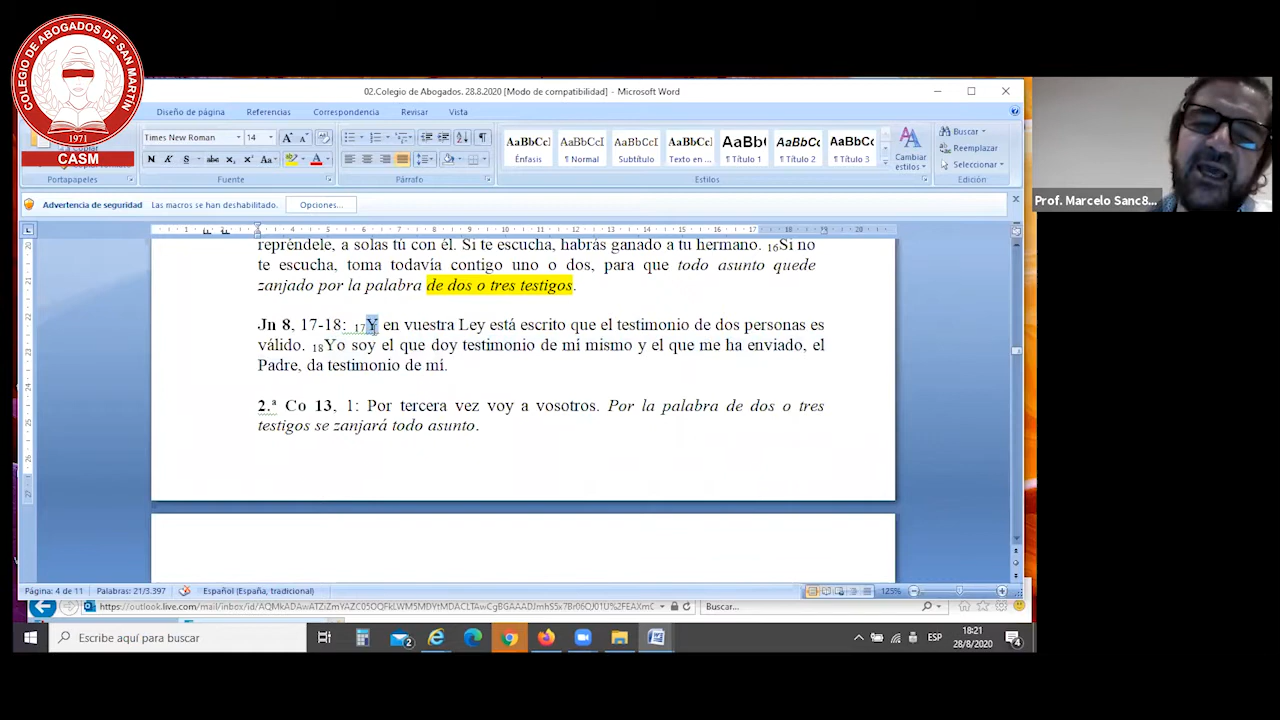 COLEGIO DE ABOGADOS DE SAN MARTÍN
1971
CASM
02.Colegio de Abogados. 28.8.2020 [Modo de compatibilidad] - Microsoft Word
Diseño de página Referencias Correspondencia Revisar Vista
Times New Roman 14
AaBbCcI AaBbCcI AaBbCcI AaBbCcI AaBbC AaBbCc AaBbC
Buscar
Reemplazar
Seleccionar
Énfasis ¶ Normal Subtítulo Texto en ... ¶ Título 1 ¶ Título 2 ¶ Título 3 Cambiar estilos
Portapapeles Fuente Párrafo Estilos Edición
Advertencia de seguridad Las macros se han deshabilitado. Opciones...
Prof. Marcelo Sanc8...
repréndele, a solas tú con él. Si te escucha, habrás ganado a tu hermano. 16Si no
te escucha, toma todavía contigo uno o dos, para que todo asunto quede
zanjado por la palabra de dos o tres testigos.
Jn 8, 17-18: 17Y en vuestra Ley está escrito que el testimonio de dos personas es
válido. 18Yo soy el que doy testimonio de mí mismo y el que me ha enviado, el
Padre, da testimonio de mí.
2.ª Co 13, 1: Por tercera vez voy a vosotros. Por la palabra de dos o tres
testigos se zanjará todo asunto.
Página: 4 de 11 Palabras: 21/3.397 Español (España, tradicional) 125%
Buscar...
Escribe aquí para buscar
ESP
18:21
28/8/2020